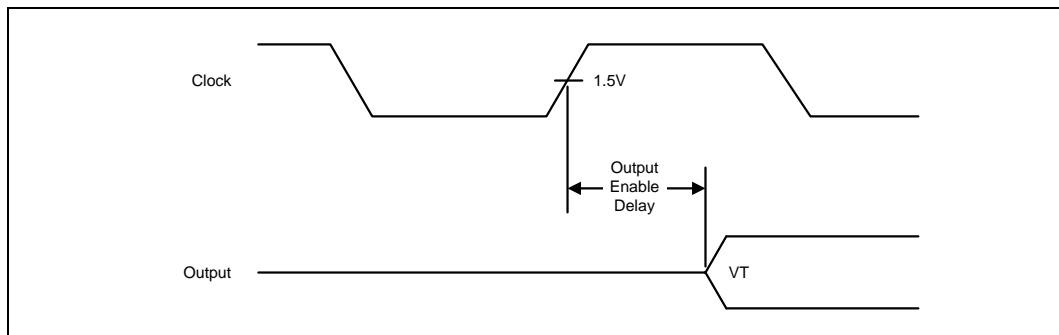 Clock
1.5V
Output
Enable
Delay
Output
VT